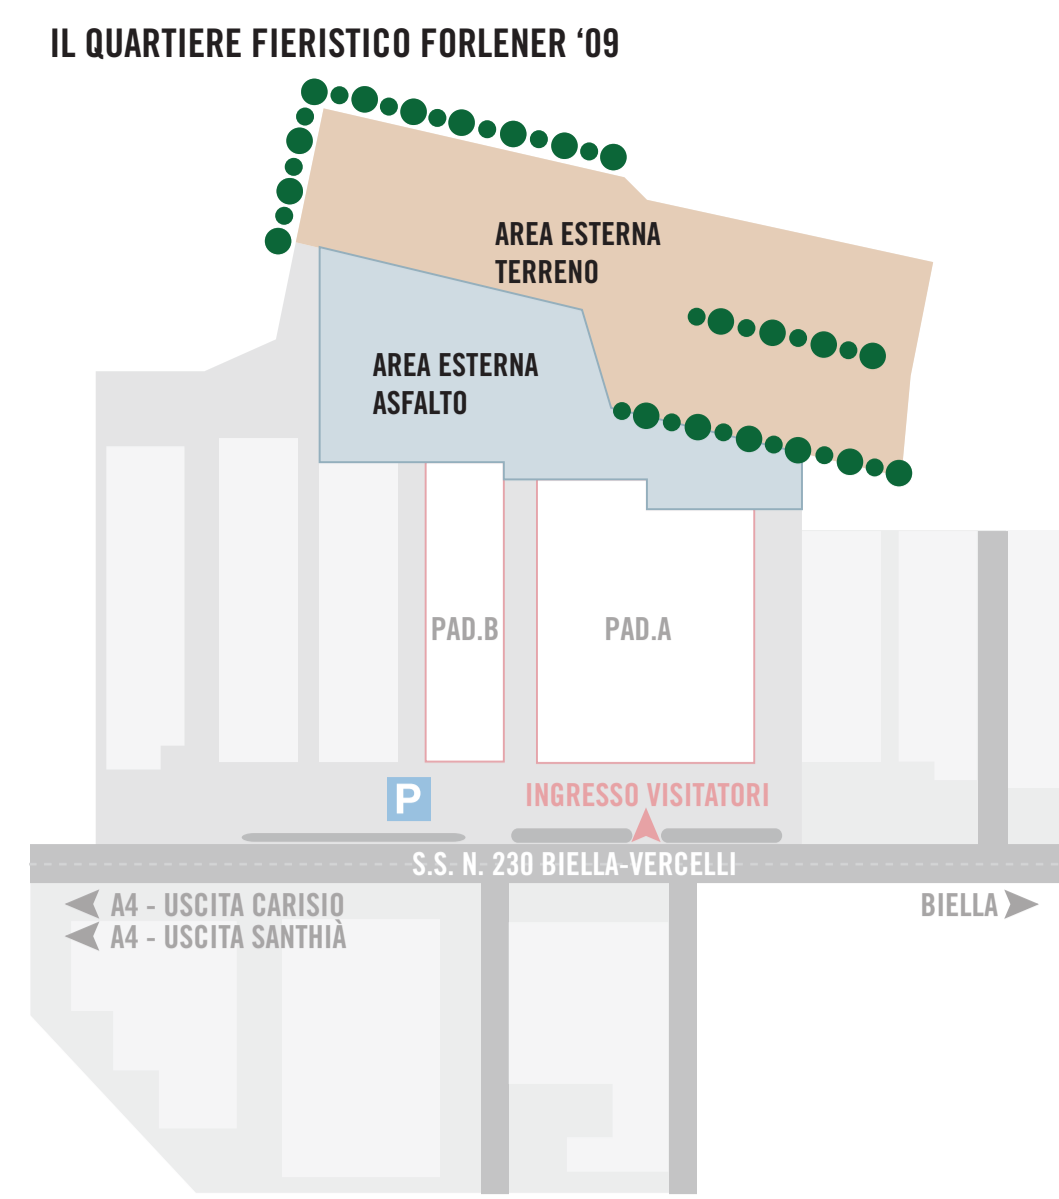 IL QUARTIERE FIERISTICO FORLENER ‘09
AREA ESTERNA
TERRENO
AREA ESTERNA
ASFALTO
PAD.B
PAD.A
P
INGRESSO VISITATORI
S.S. N. 230 BIELLA-VERCELLI
A4 - USCITA CARISIO
BIELLA
A4 - USCITA SANTHIÀ